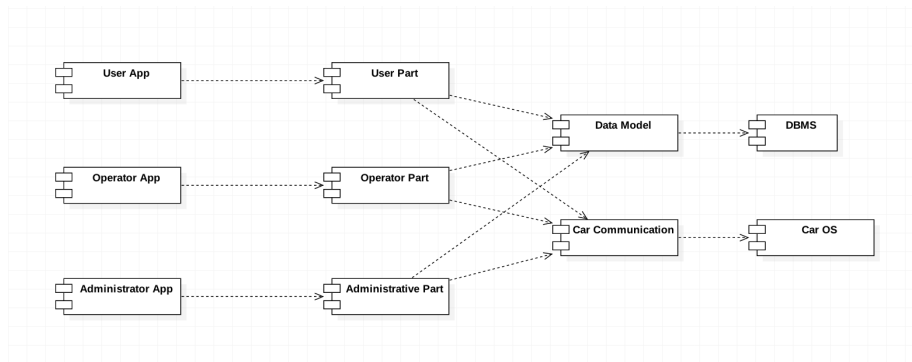 User App
User Part
Data Model
DBMS
Operator App
Operator Part
Car Communication
Car OS
Administrator App
Administrative Part